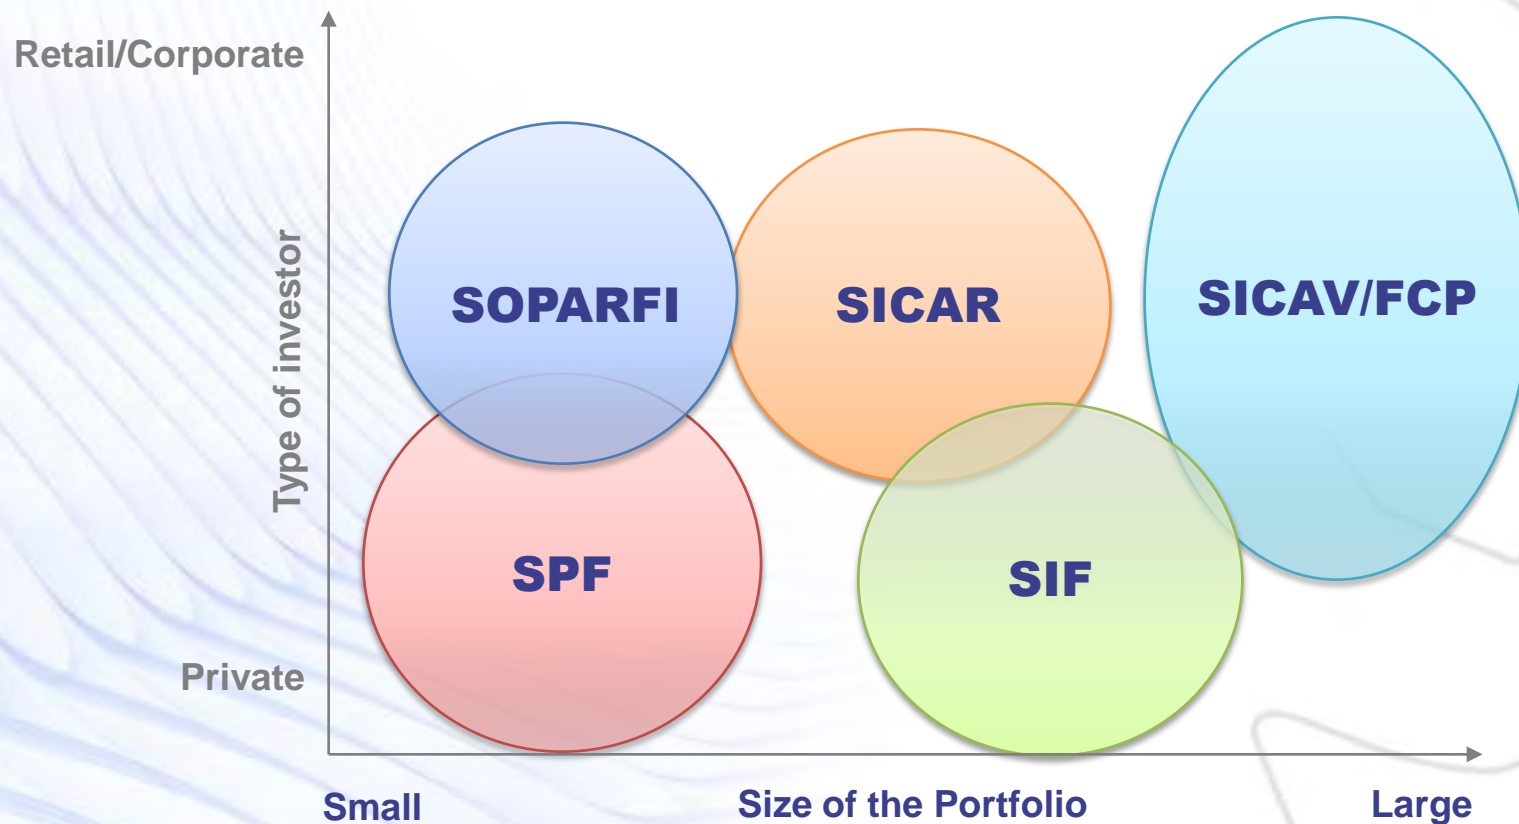 Retail/Corporate
Type of investor
SOPARFI
SICAR
SICAV/FCP
SPF
SIF
Private
Small
Size of the Portfolio
Large